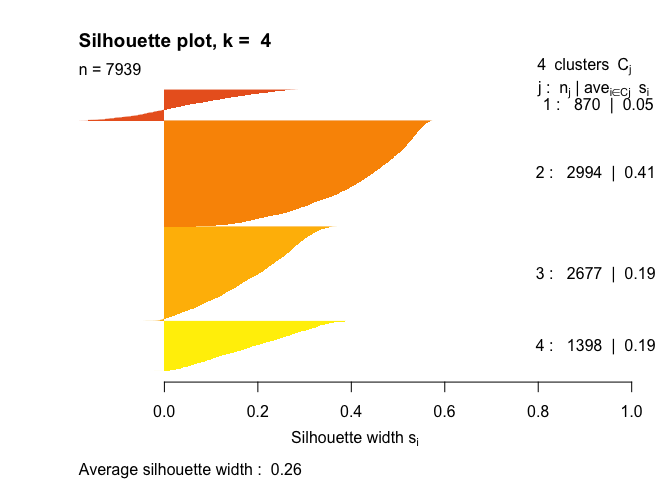 Silhouette plot, k = 4
n = 7939
4 clusters Cj
j : nj | avei∈Cj si
1 : 870 | 0.05
2 : 2994 | 0.41
3 : 2677 | 0.19
4 : 1398 | 0.19
0.0 0.2 0.4 0.6 0.8 1.0
Silhouette width si
Average silhouette width : 0.26